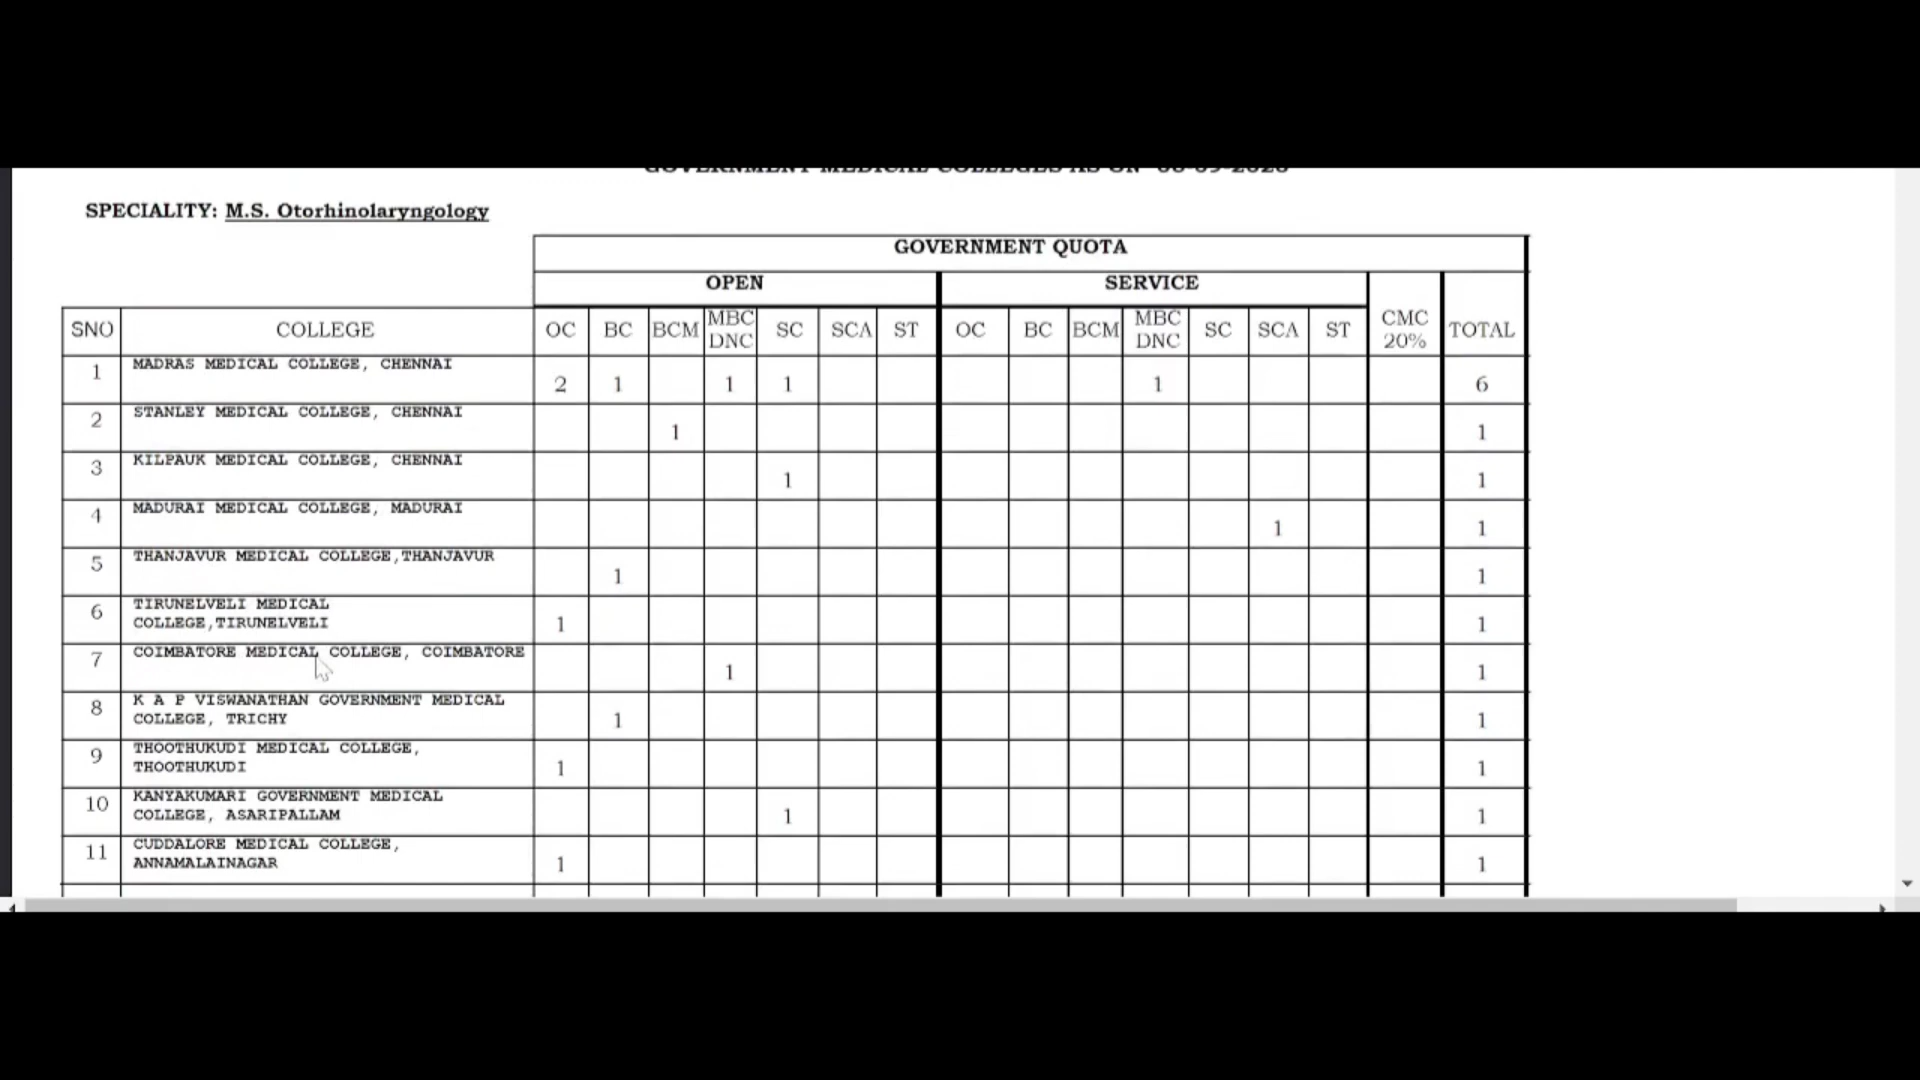 GOVERNMENT MEDICAL COLLEGES AS ON
SPECIALITY: M.S. Otorhinolaryngology
GOVERNMENT QUOTA
OPEN SERVICE
SNO COLLEGE OC BC BCM MBC DNC SC SCA ST OC BC BCM MBC DNC SC SCA ST CMC 20% TOTAL
1 MADRAS MEDICAL COLLEGE, CHENNAI 2 1 1 1 1 6
2 STANLEY MEDICAL COLLEGE, CHENNAI 1 1
3 KILPAUK MEDICAL COLLEGE, CHENNAI 1 1
4 MADURAI MEDICAL COLLEGE, MADURAI 1 1
5 THANJAVUR MEDICAL COLLEGE,THANJAVUR 1 1
6 TIRUNELVELI MEDICAL
COLLEGE,TIRUNELVELI 1 1
7 COIMBATORE MEDICAL COLLEGE, COIMBATORE 1 1
8 K A P VISWANATHAN GOVERNMENT MEDICAL
COLLEGE, TRICHY 1 1
9 THOOTHUKUDI MEDICAL COLLEGE,
THOOTHUKUDI 1 1
10 KANYAKUMARI GOVERNMENT MEDICAL
COLLEGE, ASARIPALLAM 1 1
11 CUDDALORE MEDICAL COLLEGE,
ANNAMALAINAGAR 1 1